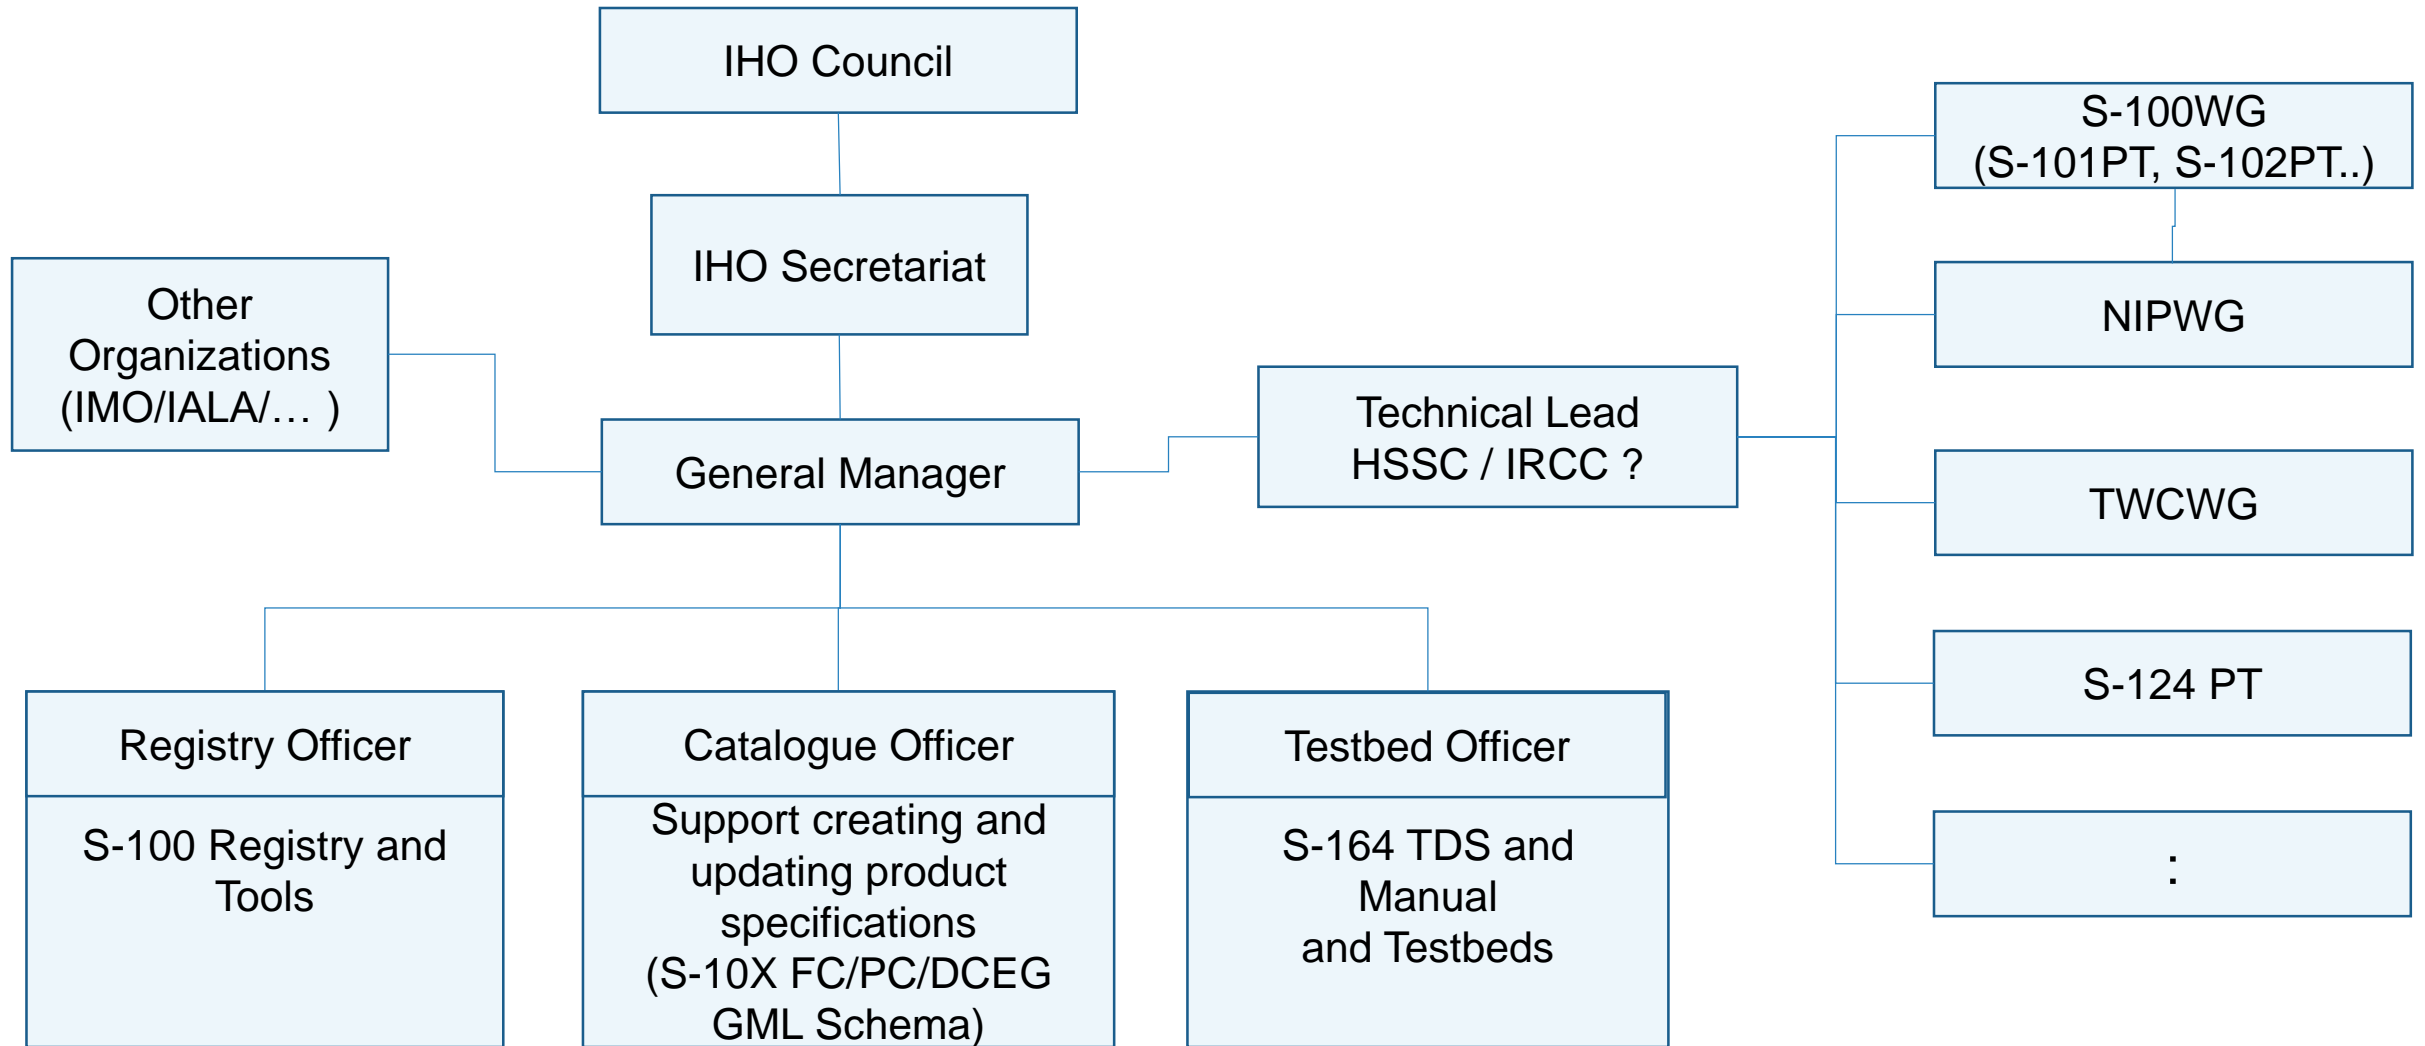 IHO Council
IHO Secretariat
Other
Organizations
(IMO/IALA/… )
General Manager
Technical Lead
HSSC / IRCC ?
S-100WG
(S-101PT, S-102PT..)
NIPWG
TWCWG
S-124 PT
:
Registry Officer
S-100 Registry and
Tools
Catalogue Officer
Support creating and
updating product
specifications
(S-10X FC/PC/DCEG
GML Schema)
Testbed Officer
S-164 TDS and
Manual
and Testbeds